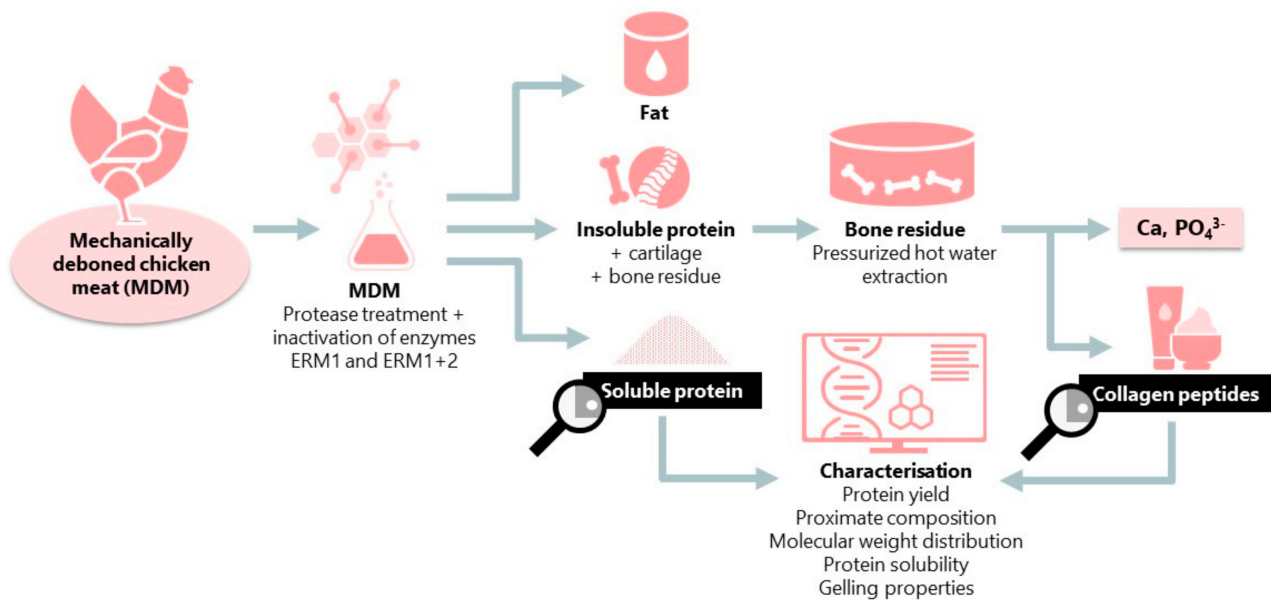 Mechanically
deboned chicken
meat (MDM)
MDM
Protease treatment +
inactivation of enzymes
ERM1 and ERM1+2
Fat
Insoluble protein
+ cartilage
+ bone residue
Bone residue
Pressurized hot water
extraction
Ca, PO₄³⁻
Soluble protein
Collagen peptides
Characterisation
Protein yield
Proximate composition
Molecular weight distribution
Protein solubility
Gelling properties